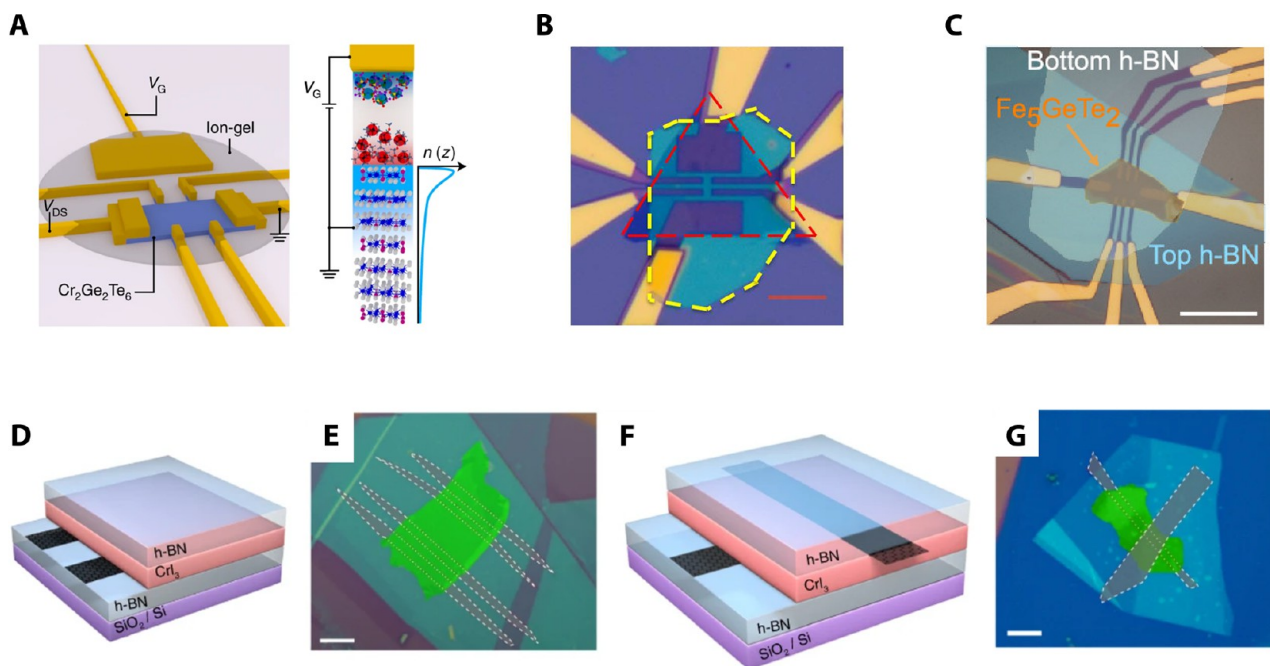 A
V_G
Ion-gel
V_DS
Cr₂Ge₂Te₆
V_G
n (z)
B
C
Bottom h-BN
Fe₅GeTe₂
Top h-BN
D
h-BN
CrI₃
h-BN
SiO₂ / Si
E
F
h-BN
CrI₃
h-BN
SiO₂ / Si
G